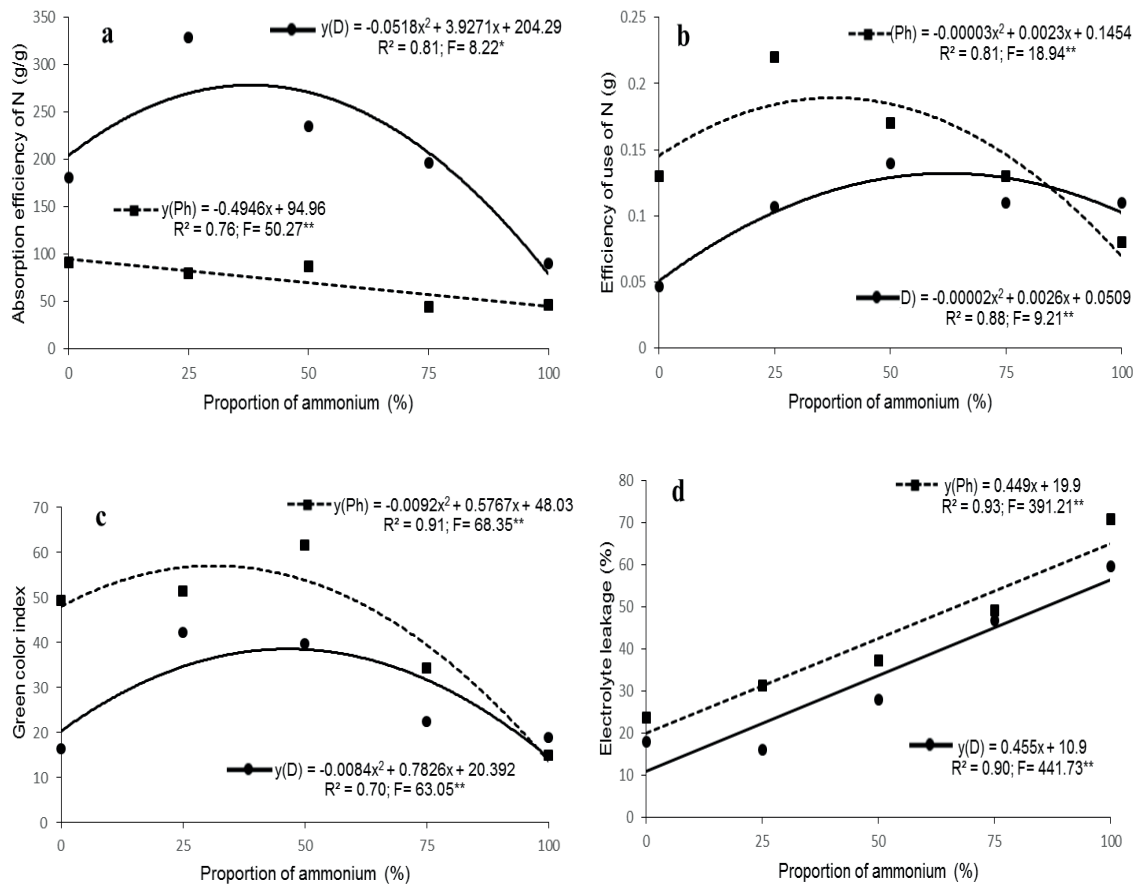 a
y(D) = -0.0518x² + 3.9271x + 204.29
R² = 0.81; F= 8.22*
y(Ph) = -0.4946x + 94.96
R² = 0.76; F= 50.27**
Absorption efficiency of N (g/g)
350
300
250
200
150
100
50
0
0 25 50 75 100
Proportion of ammonium (%)
b
(Ph) = -0.00003x² + 0.0023x + 0.1454
R² = 0.81; F= 18.94**
D) = -0.00002x² + 0.0026x + 0.0509
R² = 0.88; F= 9.21**
Efficiency of use of N (g)
0.25
0.2
0.15
0.1
0.05
0
0 25 50 75 100
Proportion of ammonium (%)
c
y(Ph) = -0.0092x² + 0.5767x + 48.03
R² = 0.91; F= 68.35**
y(D) = -0.0084x² + 0.7826x + 20.392
R² = 0.70; F= 63.05**
Green color index
70
60
50
40
30
20
10
0
0 25 50 75 100
Proportion of ammonium (%)
d
y(Ph) = 0.449x + 19.9
R² = 0.93; F= 391.21**
y(D) = 0.455x + 10.9
R² = 0.90; F= 441.73**
Electrolyte leakage (%)
80
70
60
50
40
30
20
10
0
0 25 50 75 100
Proportion of ammonium (%)